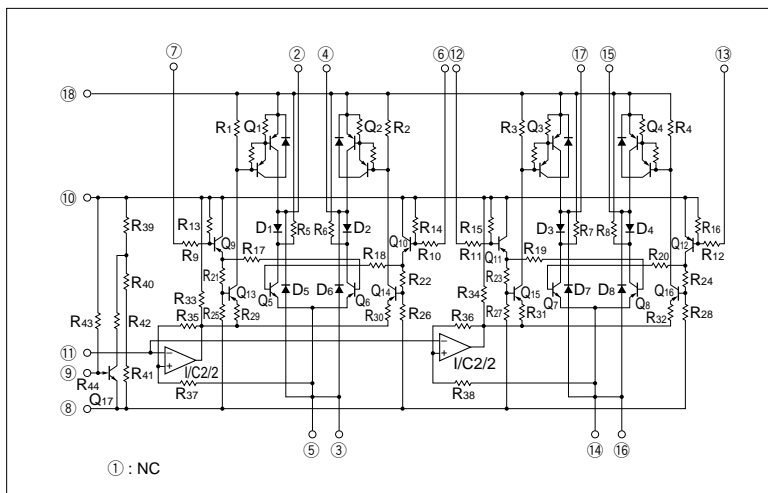 ⑦ ② ④ ⑥ ⑫ ⑰ ⑮ ⑬
⑱
R1 Q1 Q2 R2 R3 Q3 Q4 R4
⑩
R39 R13 D1 R5 R6 D2 R14 R15 D3 R7 R8 D4 R16
Q9 Q10 Q11 Q12
R9 R17 R18 R10 R11 R19 R20 R12
R21 R22 R23 R24
R40 R33 Q13 Q5 D5 D6 Q6 Q14 R34 Q15 Q7 D7 D8 Q8 Q16
R43 R42 R35 R25 R29 R30 R26 R36 R27 R31 R32 R28
⑪
⑨ R44 R41 I/C2/2 I/C2/2
Q17 R37 R38
⑧
⑤ ③ ⑭ ⑯
① : NC